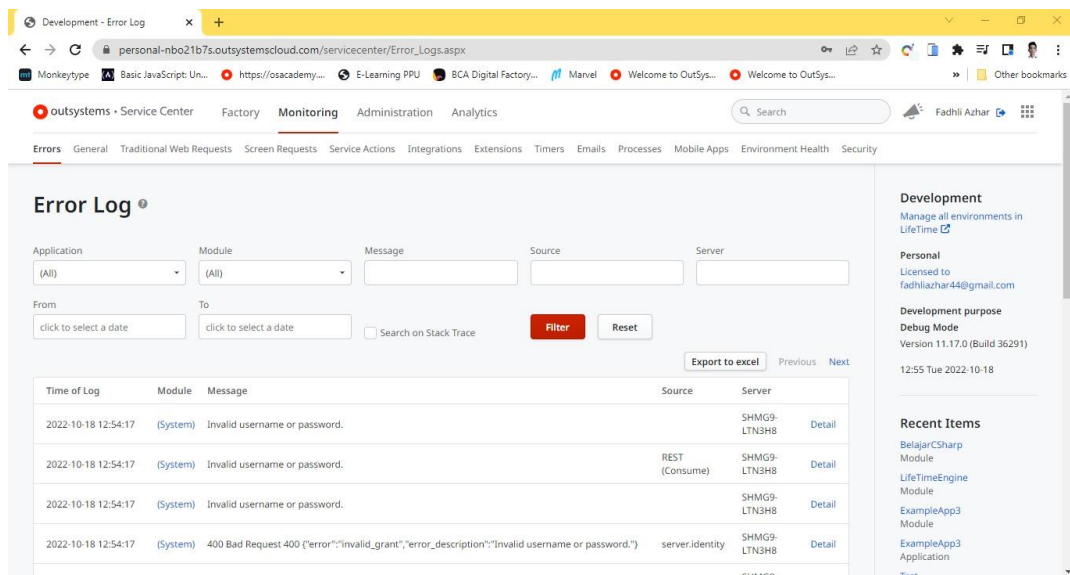 Development - Error Log
personal-nbo21b7s.outsystemscloud.com/servicecenter/Error_Logs.aspx
Monkeytype Basic JavaScript: Un... https://osacademy.... E-Learning PPU BCA Digital Factory... Marvel Welcome to OutSys... Welcome to OutSys... » Other bookmarks
outsystems • Service Center Factory Monitoring Administration Analytics Search Fadhli Azhar
Errors General Traditional Web Requests Screen Requests Service Actions Integrations Extensions Timers Emails Processes Mobile Apps Environment Health Security
Error Log
Application Module Message Source Server
(All) (All)
From To
click to select a date click to select a date Search on Stack Trace Filter Reset
Export to excel Previous Next
Time of Log Module Message Source Server
2022-10-18 12:54:17 (System) Invalid username or password. SHMG9-
LTN3H8 Detail
2022-10-18 12:54:17 (System) Invalid username or password. REST
(Consume) SHMG9-
LTN3H8 Detail
2022-10-18 12:54:17 (System) Invalid username or password. SHMG9-
LTN3H8 Detail
2022-10-18 12:54:17 (System) 400 Bad Request 400 {"error":"invalid_grant","error_description":"Invalid username or password."} server.identity SHMG9-
LTN3H8 Detail
Development
Manage all environments in
LifeTime
Personal
Licensed to
fadhliazhar44@gmail.com
Development purpose
Debug Mode
Version 11.17.0 (Build 36291)
12:55 Tue 2022-10-18
Recent Items
BelajarCSharp
Module
LifeTimeEngine
Module
ExampleApp3
Module
ExampleApp3
Application